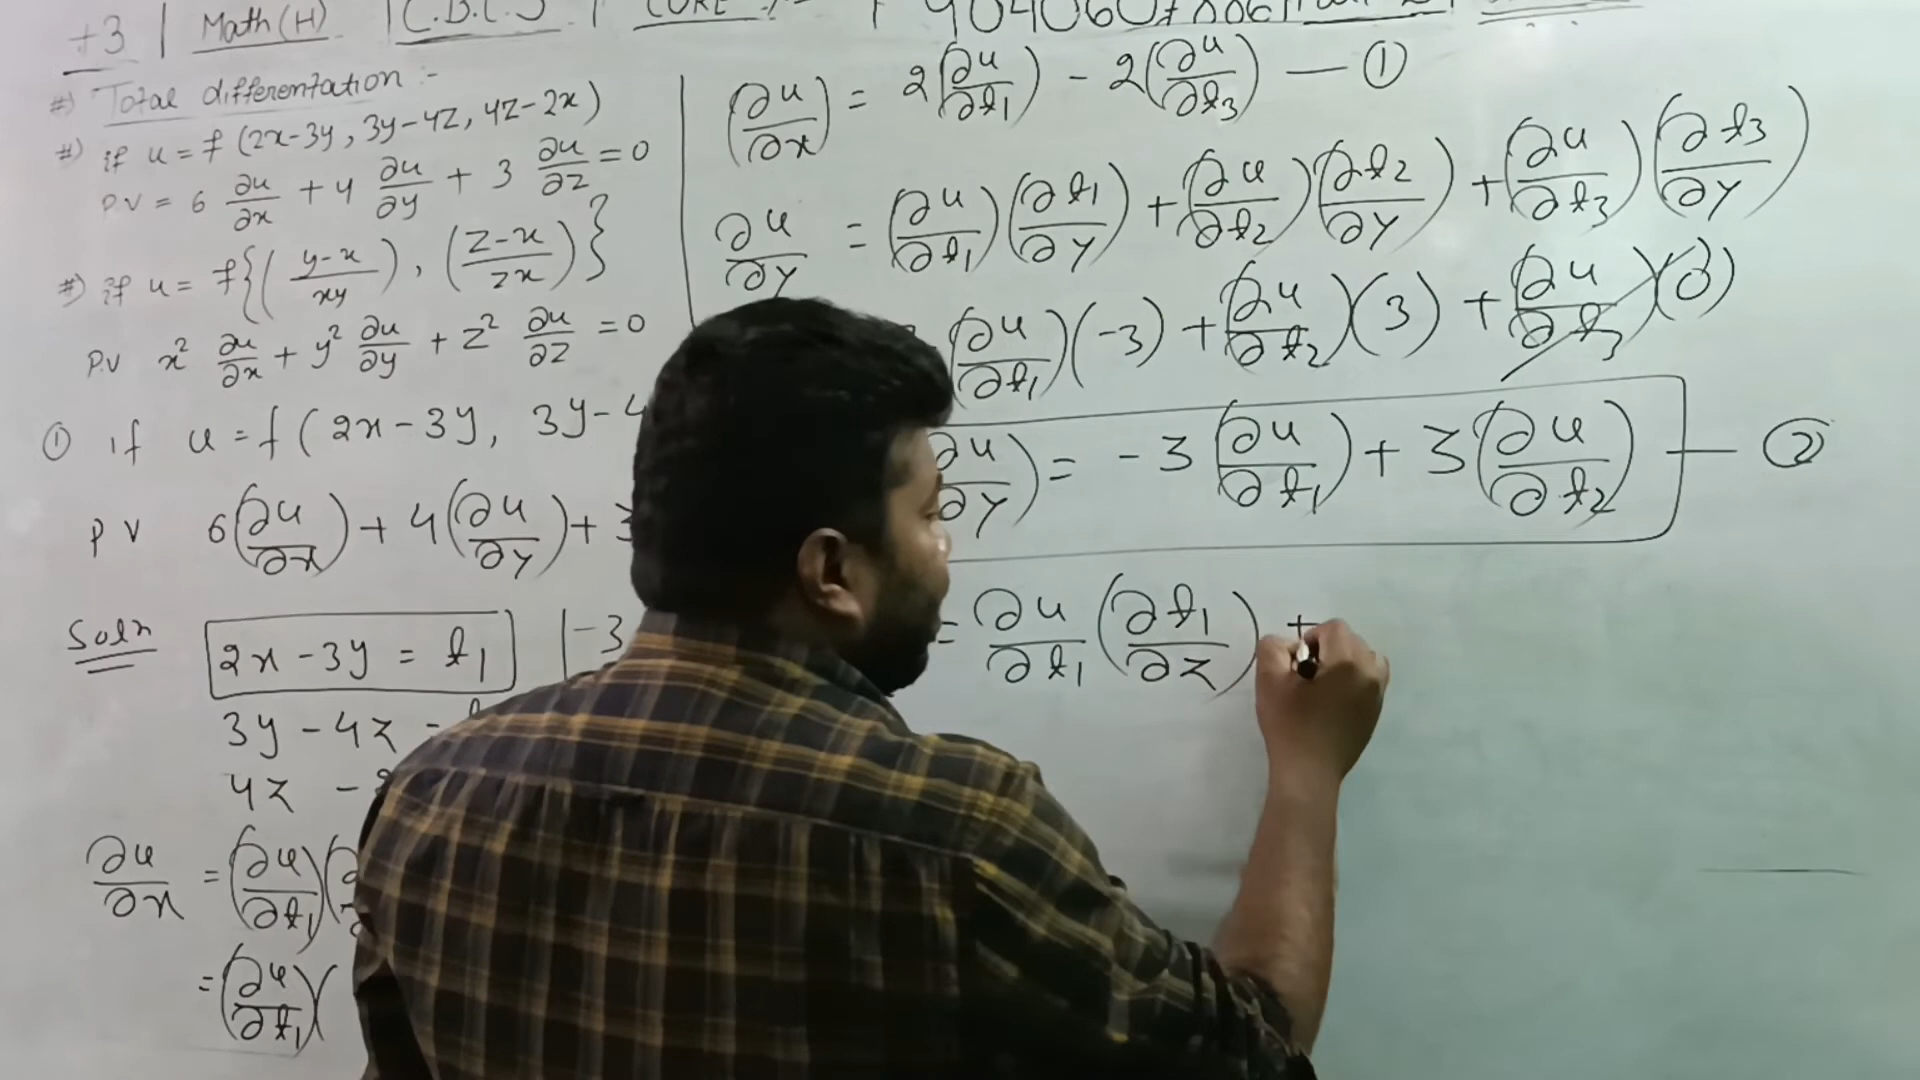 +3 | Math(H) | C.B.C.S | CORE
#) Total differentation :-
#) if u = f (2x-3y, 3y-4z, 4z-2x)
P.V = 6 ∂u/∂x + 4 ∂u/∂y + 3 ∂u/∂z = 0
#) if u = f{((y-x)/xy), ((z-x)/zx)}
P.V x² ∂u/∂x + y² ∂u/∂y + z² ∂u/∂z = 0
① If u = f ( 2x - 3y, 3y - 4
P V 6(∂u/∂x) + 4(∂u/∂y) + 3
Soln 2x - 3y = t₁ | -3
3y - 4z =
4z -
∂u/∂x = (∂u/∂t₁)(
= (∂u/∂t₁)(
(∂u/∂x) = 2(∂u/∂t₁) - 2(∂u/∂t₃) — ①
∂u/∂y = (∂u/∂t₁)(∂t₁/∂y) + (∂u/∂t₂)(∂t₂/∂y) + (∂u/∂t₃)(∂t₃/∂y)
(∂u/∂t₁)(-3) + (∂u/∂t₂)(3) + (∂u/∂t₃)(0)
(∂u/∂y) = -3(∂u/∂t₁) + 3(∂u/∂t₂) — ②
= ∂u/∂t₁ (∂t₁/∂z) +